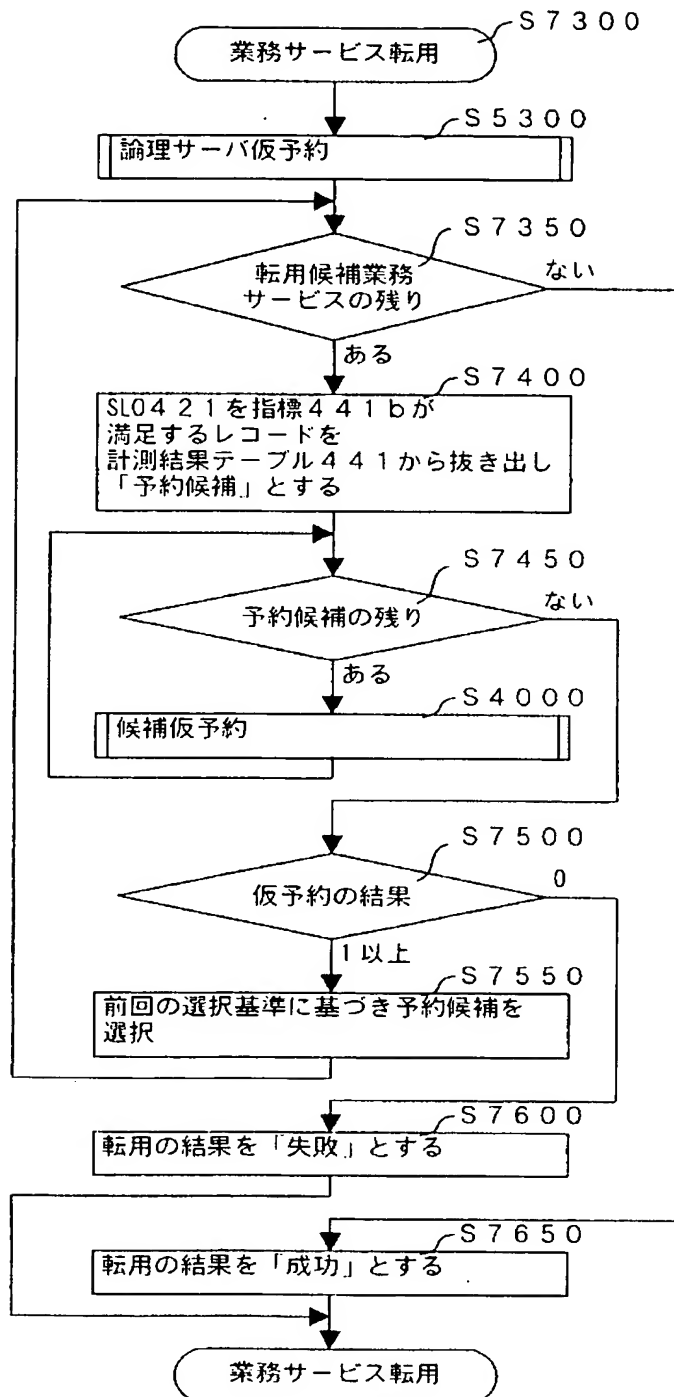 S7300
業務サービス転用
S5300
論理サーバ仮予約
S7350
転用候補業務
サービスの残り
ない
ある
S7400
SLO421を指標441bが
満足するレコードを
計測結果テーブル441から抜き出し
「予約候補」とする
S7450
予約候補の残り
ない
ある
S4000
候補仮予約
S7500
仮予約の結果
0
1以上
S7550
前回の選択基準に基づき予約候補を
選択
S7600
転用の結果を「失敗」とする
S7650
転用の結果を「成功」とする
業務サービス転用